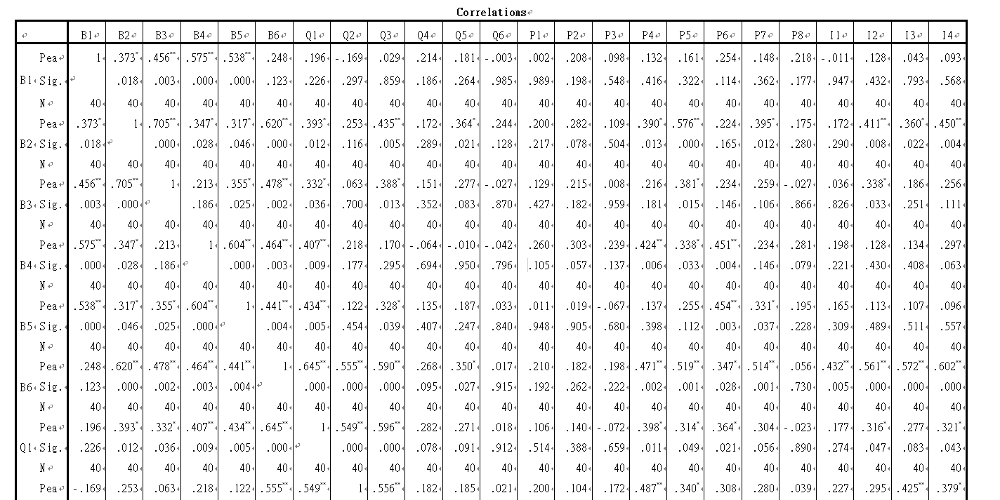 Correlations
B1 B2 B3 B4 B5 B6 Q1 Q2 Q3 Q4 Q5 Q6 P1 P2 P3 P4 P5 P6 P7 P8 I1 I2 I3 I4
Pea 1 .373* .456** .575** .538** .248 .196 -.169 .029 .214 .181 -.003 .002 .208 .098 .132 .161 .254 .148 .218 -.011 .128 .043 .093
B1 Sig. .018 .003 .000 .000 .123 .226 .297 .859 .186 .264 .985 .989 .198 .548 .416 .322 .114 .362 .177 .947 .432 .793 .568
N 40 40 40 40 40 40 40 40 40 40 40 40 40 40 40 40 40 40 40 40 40 40 40 40
Pea .373* 1 .705** .347* .317* .620** .393* .253 .435** .172 .364* .244 .200 .282 .109 .390* .576** .224 .395* .175 .172 .411** .360* .450**
B2 Sig. .018 .000 .028 .046 .000 .012 .116 .005 .289 .021 .128 .217 .078 .504 .013 .000 .165 .012 .280 .290 .008 .022 .004
N 40 40 40 40 40 40 40 40 40 40 40 40 40 40 40 40 40 40 40 40 40 40 40 40
Pea .456** .705** 1 .213 .355* .478** .332* .063 .388* .151 .277 -.027 .129 .215 .008 .216 .381* .234 .259 -.027 .036 .338* .186 .256
B3 Sig. .003 .000 .186 .025 .002 .036 .700 .013 .352 .083 .870 .427 .182 .959 .181 .015 .146 .106 .866 .826 .033 .251 .111
N 40 40 40 40 40 40 40 40 40 40 40 40 40 40 40 40 40 40 40 40 40 40 40 40
Pea .575** .347* .213 1 .604** .464** .407** .218 .170 -.064 -.010 -.042 .260 .303 .239 .424** .338* .451** .234 .281 .198 .128 .134 .297
B4 Sig. .000 .028 .186 .000 .003 .009 .177 .295 .694 .950 .796 .105 .057 .137 .006 .033 .004 .146 .079 .221 .430 .408 .063
N 40 40 40 40 40 40 40 40 40 40 40 40 40 40 40 40 40 40 40 40 40 40 40 40
Pea .538** .317* .355* .604** 1 .441** .434** .122 .328* .135 .187 .033 .011 .019 -.067 .137 .255 .454** .331* .195 .165 .113 .107 .096
B5 Sig. .000 .046 .025 .000 .004 .005 .454 .039 .407 .247 .840 .948 .905 .680 .398 .112 .003 .037 .228 .309 .489 .511 .557
N 40 40 40 40 40 40 40 40 40 40 40 40 40 40 40 40 40 40 40 40 40 40 40 40
Pea .248 .620** .478** .464** .441** 1 .645** .555** .590** .268 .350* .017 .210 .182 .198 .471** .519** .347* .514** .056 .432** .561** .572** .602**
B6 Sig. .123 .000 .002 .003 .004 .000 .000 .000 .095 .027 .915 .192 .262 .222 .002 .001 .028 .001 .730 .005 .000 .000 .000
N 40 40 40 40 40 40 40 40 40 40 40 40 40 40 40 40 40 40 40 40 40 40 40 40
Pea .196 .393* .332* .407** .434** .645** 1 .549** .596** .282 .271 .018 .106 .140 -.072 .398* .314* .364* .304 -.023 .177 .316* .277 .321*
Q1 Sig. .226 .012 .036 .009 .005 .000 .000 .000 .078 .091 .912 .514 .388 .659 .011 .049 .021 .056 .890 .274 .047 .083 .043
N 40 40 40 40 40 40 40 40 40 40 40 40 40 40 40 40 40 40 40 40 40 40 40 40
Pea -.169 .253 .063 .218 .122 .555** .549** 1 .556** .182 .185 .021 .200 .104 .172 .487** .340* .308 .280 .039 .227 .295 .425** .379*